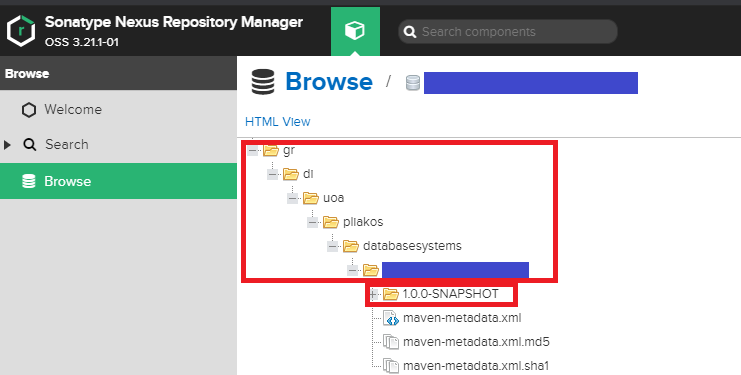 Sonatype Nexus Repository Manager
OSS 3.21.1-01
Search components
Browse
Welcome
Search
Browse
Browse /
HTML View
gr
di
uoa
pliakos
databasesystems
1.0.0-SNAPSHOT
maven-metadata.xml
maven-metadata.xml.md5
maven-metadata.xml.sha1